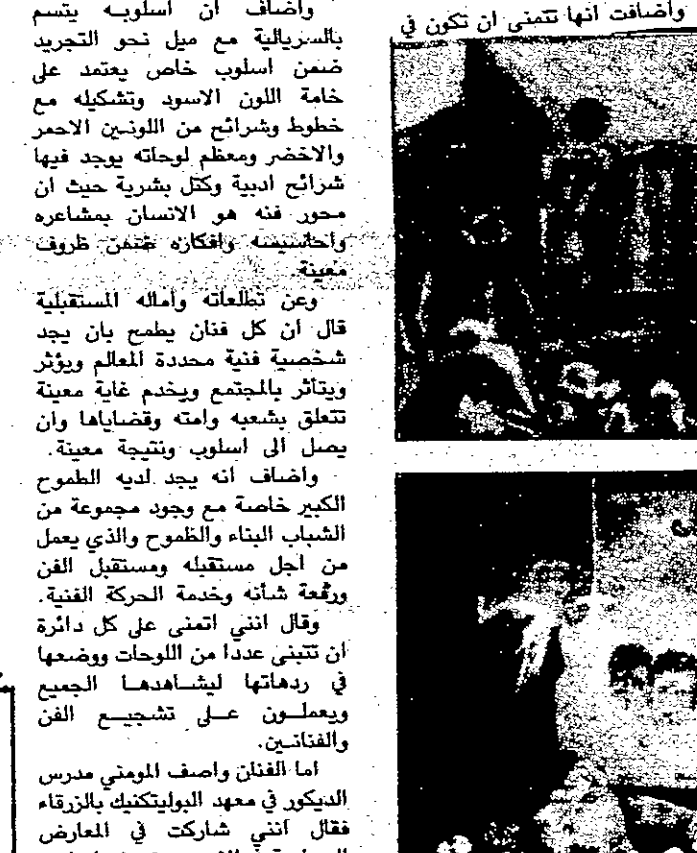 وأضافت انها تتمنى ان تكون في
واضاف ان اسلوبه يتسم
بالسريالية مع ميل نحو التجريد
ضمن اسلوب خاص يعتمد على
خامة اللون الاسود وتشكيله مع
خطوط وشرائح من اللونين الاحمر
والاخضر ومعظم لوحاته يوجد فيها
شرائح ادبية وكتل بشرية حيث ان
محور فنه هو الانسان بمشاعره
واحاسيسه وافكاره ضمن ظروف
معينة.
وعن تطلعاته وآماله المستقبلية
قال ان كل فنان يطمح بان يجد
شخصية فنية محددة المعالم ويؤثر
ويتأثر بالمجتمع ويخدم غاية معينة
تتعلق بشعبه وامته وقضاياها وان
يصل الى اسلوب ونتيجة معينة.
واضاف انه يجد لديه الطموح
الكبير خاصة مع وجود مجموعة من
الشباب البناء والطموح والذي يعمل
من اجل مستقبله ومستقبل الفن
ورفعة شأنه وخدمة الحركة الفنية.
وقال انني اتمنى على كل دائرة
ان تتبنى عددا من اللوحات ووضعها
في ردهاتها ليشاهدها الجميع
ويعملون على تشجيع الفن
والفنانين.
اما الفنان واصف المومني مدرس
الديكور في معهد البوليتكنيك بالزرقاء
فقال انني شاركت في المعارض